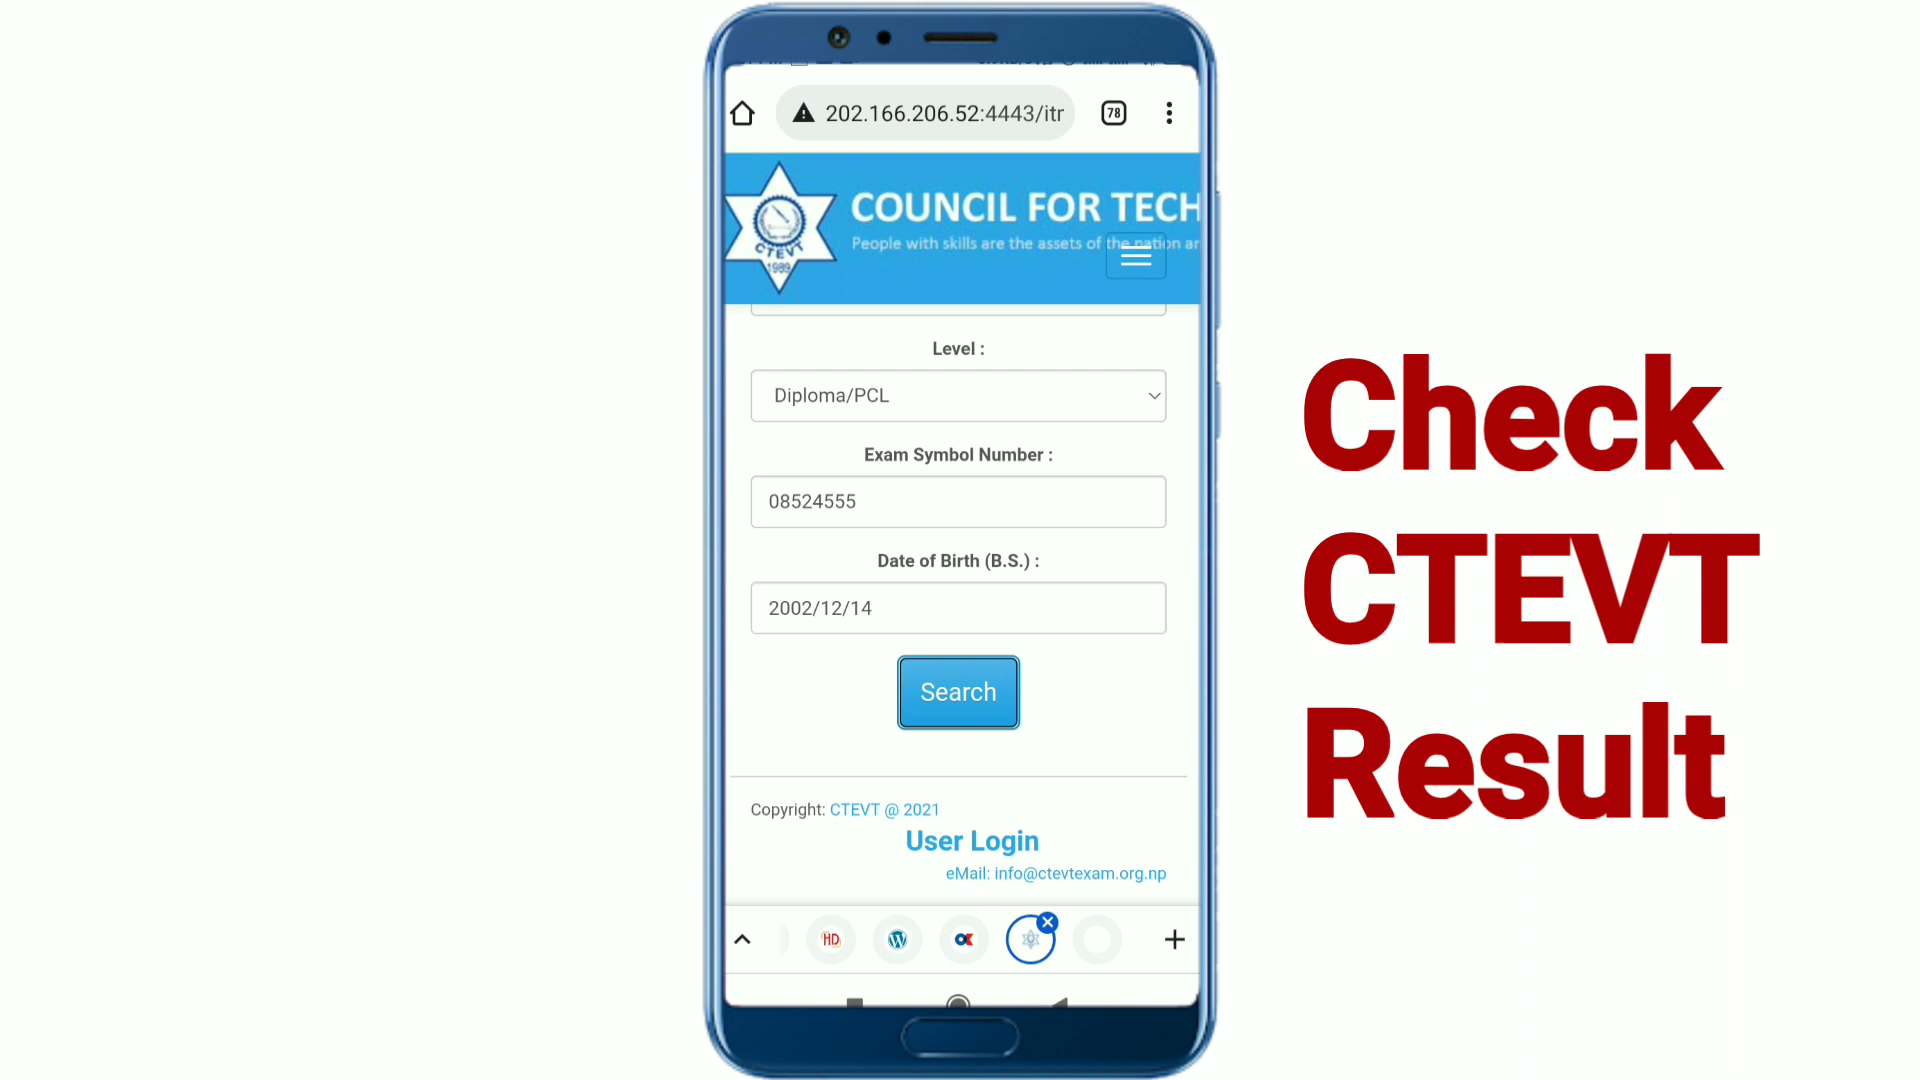 202.166.206.52:4443/itr
78
COUNCIL FOR TECH
People with skills are the assets of the nation ar
CTEVT
1989
Level :
Diploma/PCL
Exam Symbol Number :
08524555
Date of Birth (B.S.) :
2002/12/14
Search
Copyright: CTEVT @ 2021
User Login
eMail: info@ctevtexam.org.np
HD
Check
CTEVT
Result